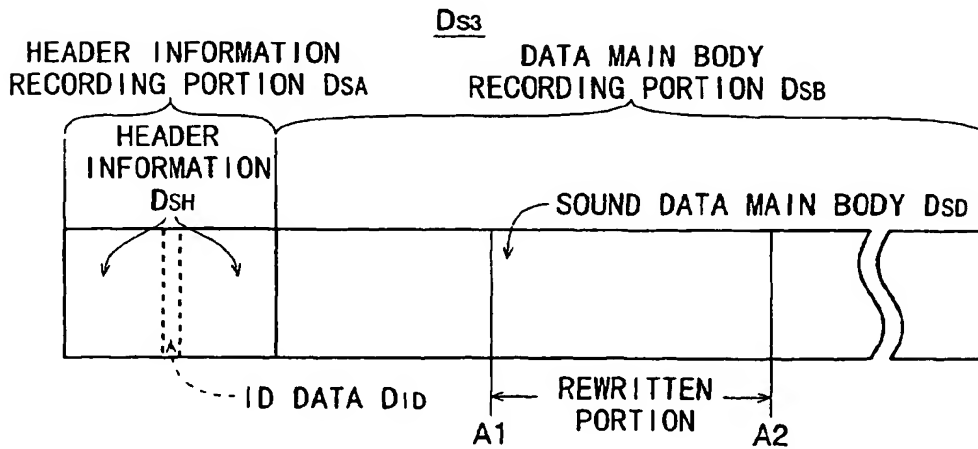 DS3
HEADER INFORMATION
RECORDING PORTION DSA
DATA MAIN BODY
RECORDING PORTION DSB
HEADER
INFORMATION
DSH
SOUND DATA MAIN BODY DSD
ID DATA DID
REWRITTEN
PORTION
A1
A2